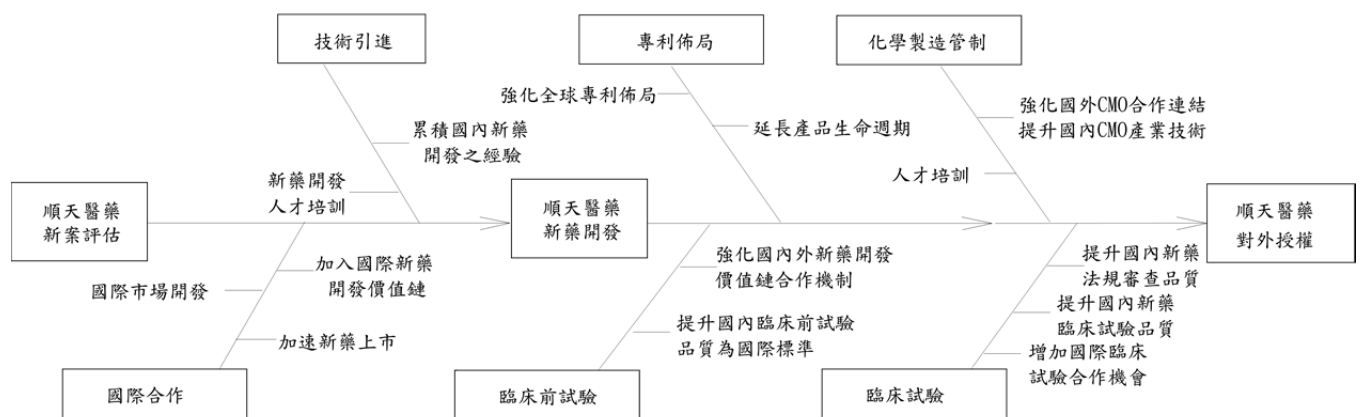 技術引進
專利佈局
化學製造管制
強化全球專利佈局
強化國外CMO合作連結
提升國內CMO產業技術
累積國內新藥
開發之經驗
延長產品生命週期
新藥開發
人才培訓
人才培訓
順天醫藥
新案評估
順天醫藥
新藥開發
順天醫藥
對外授權
加入國際新藥
開發價值鏈
國際市場開發
強化國內外新藥開發
價值鏈合作機制
提升國內新藥
法規審查品質
加速新藥上市
提升國內臨床前試驗
品質為國際標準
提升國內新藥
臨床試驗品質
增加國際臨床
試驗合作機會
國際合作
臨床前試驗
臨床試驗